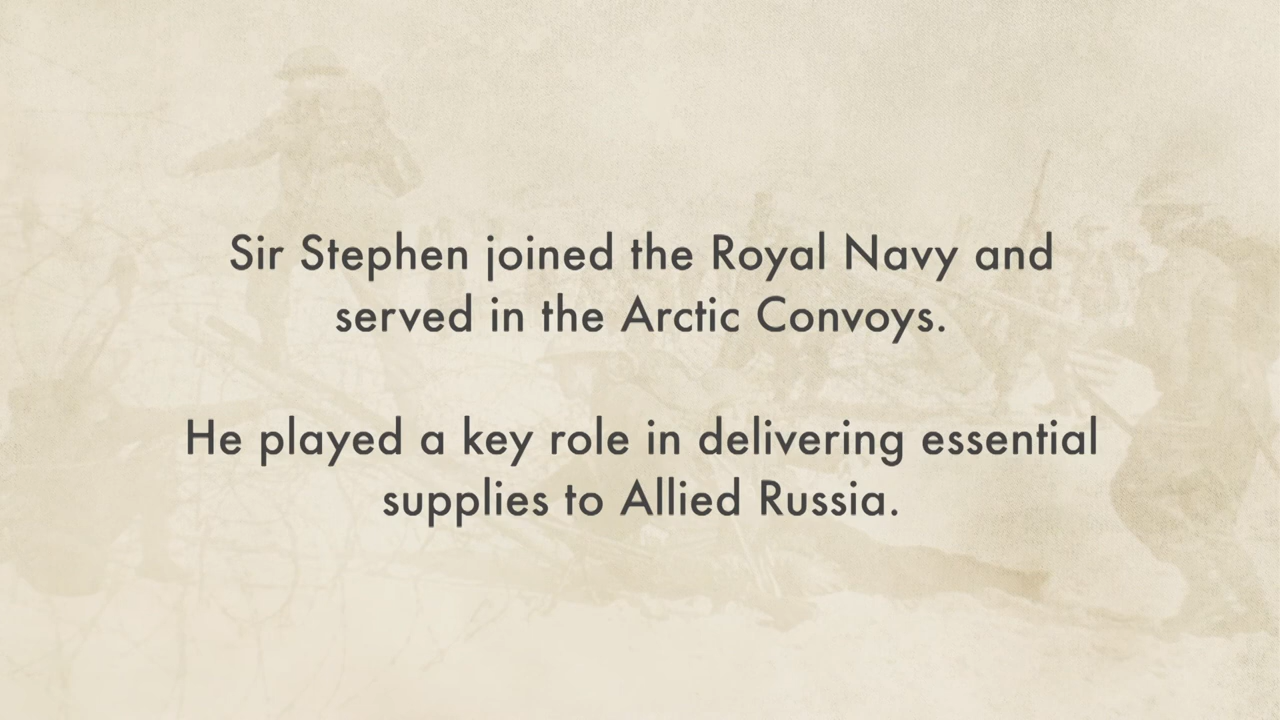 Sir Stephen joined the Royal Navy and
served in the Arctic Convoys.
He played a key role in delivering essential
supplies to Allied Russia.